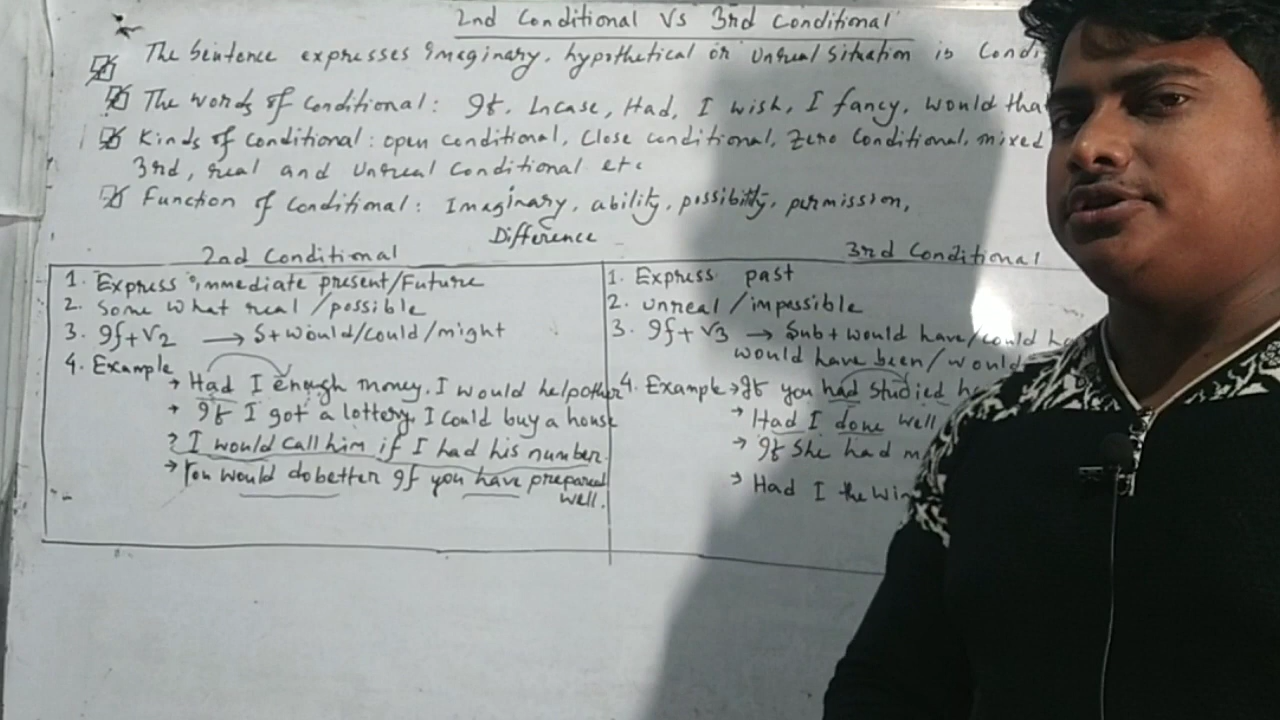 2nd Conditional Vs 3rd Conditional
The Sentence expresses imaginary, hypothetical or Unreal Situation is Condi
The words of Conditional: If, Incase, Had, I wish, I fancy, would tha
Kinds of Conditional: open conditional, Close conditional, Zero Conditional, mixed
3rd, real and Unreal Conditional etc
Function of Conditional: Imaginary, ability, possibility, permission,
Difference
2nd Conditional
1. Express immediate present/Future
2. Some what real/possible
3. If+V2 → S+would/could/might
4. Example
→ Had I enough money, I would help other
→ If I got a lottery, I could buy a house
? I would call him if I had his number.
→ You would do better if you have prepared
well.
3rd Conditional
1. Express past
2. unreal/impossible
3. If+V3 → Sub+would have/could ha
would have been/would
4. Example → If you had studied ha
→ Had I done well
→ If She had m
→ Had I the win